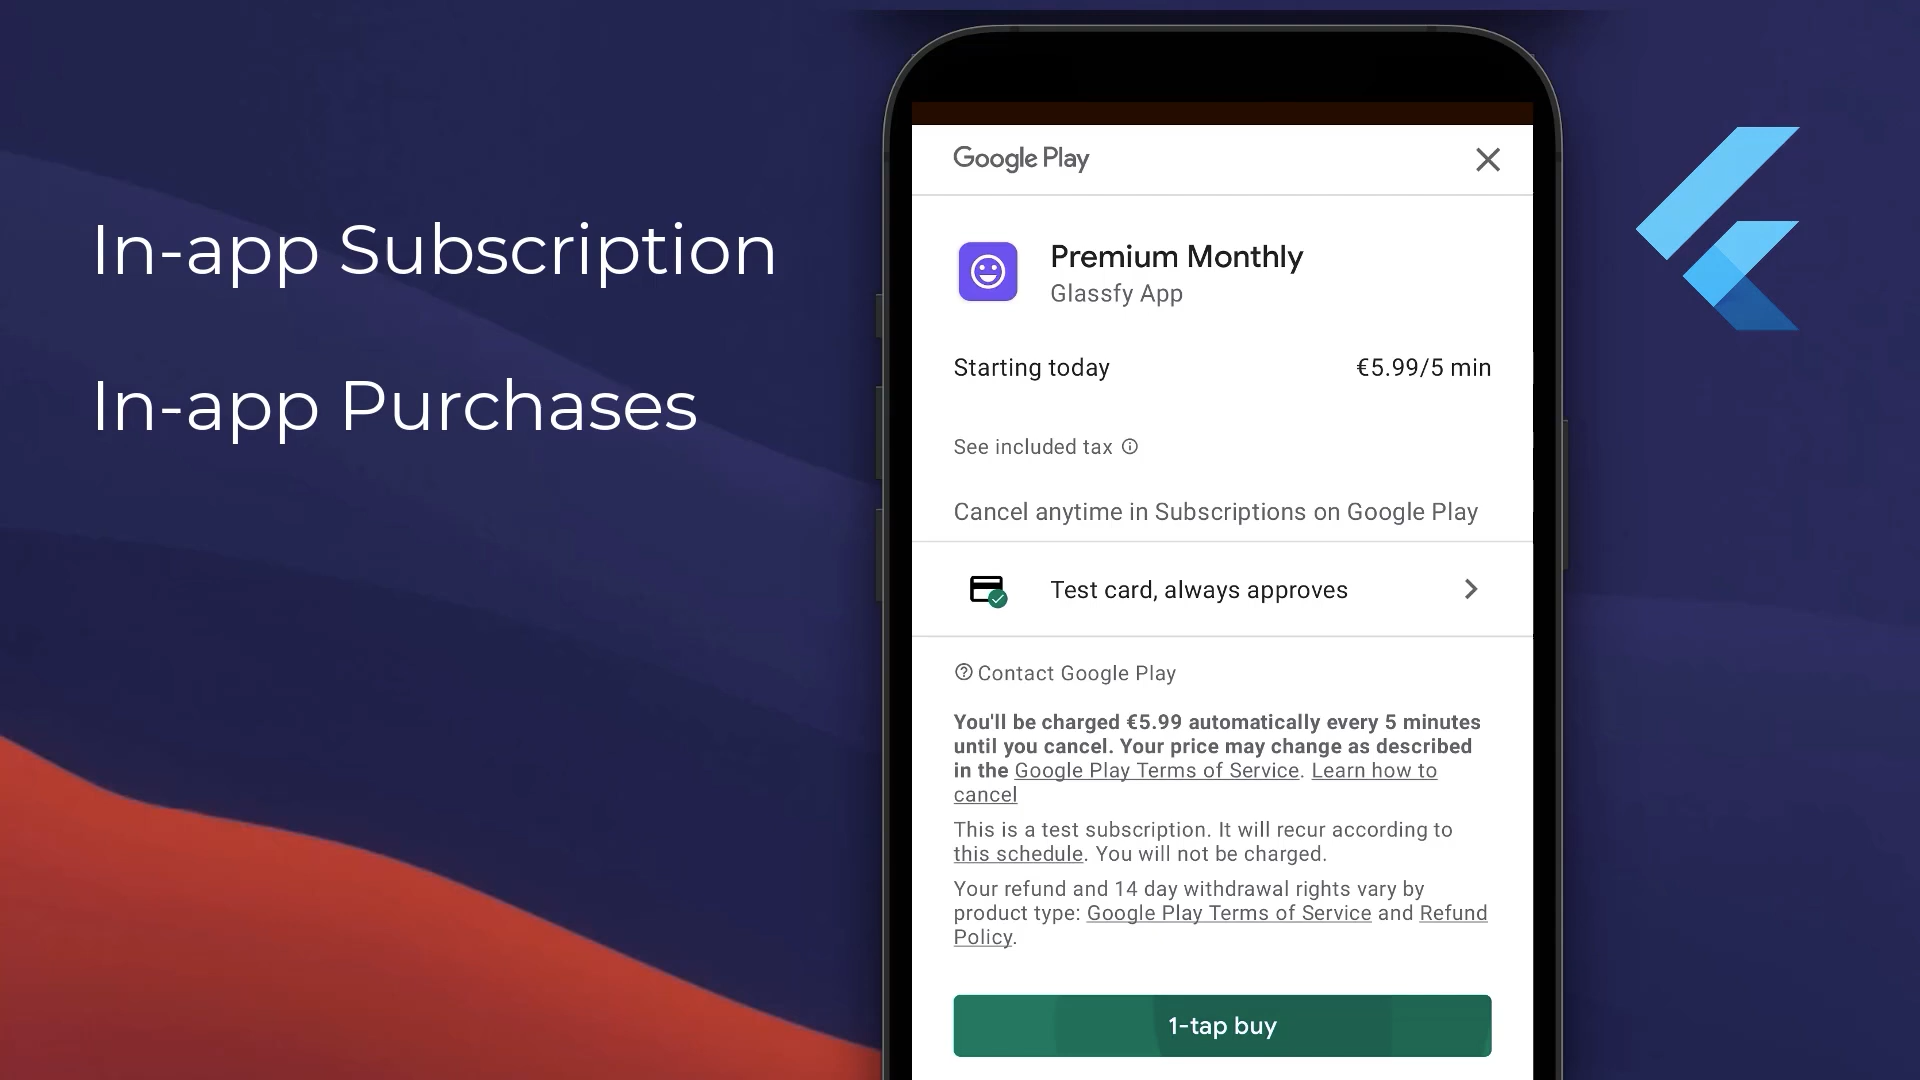 In-app Subscription
In-app Purchases
Google Play
Premium Monthly
Glassfy App
Starting today €5.99/5 min
See included tax
Cancel anytime in Subscriptions on Google Play
Test card, always approves
Contact Google Play
You'll be charged €5.99 automatically every 5 minutes
until you cancel. Your price may change as described
in the Google Play Terms of Service. Learn how to
cancel
This is a test subscription. It will recur according to
this schedule. You will not be charged.
Your refund and 14 day withdrawal rights vary by
product type: Google Play Terms of Service and Refund
Policy.
1-tap buy